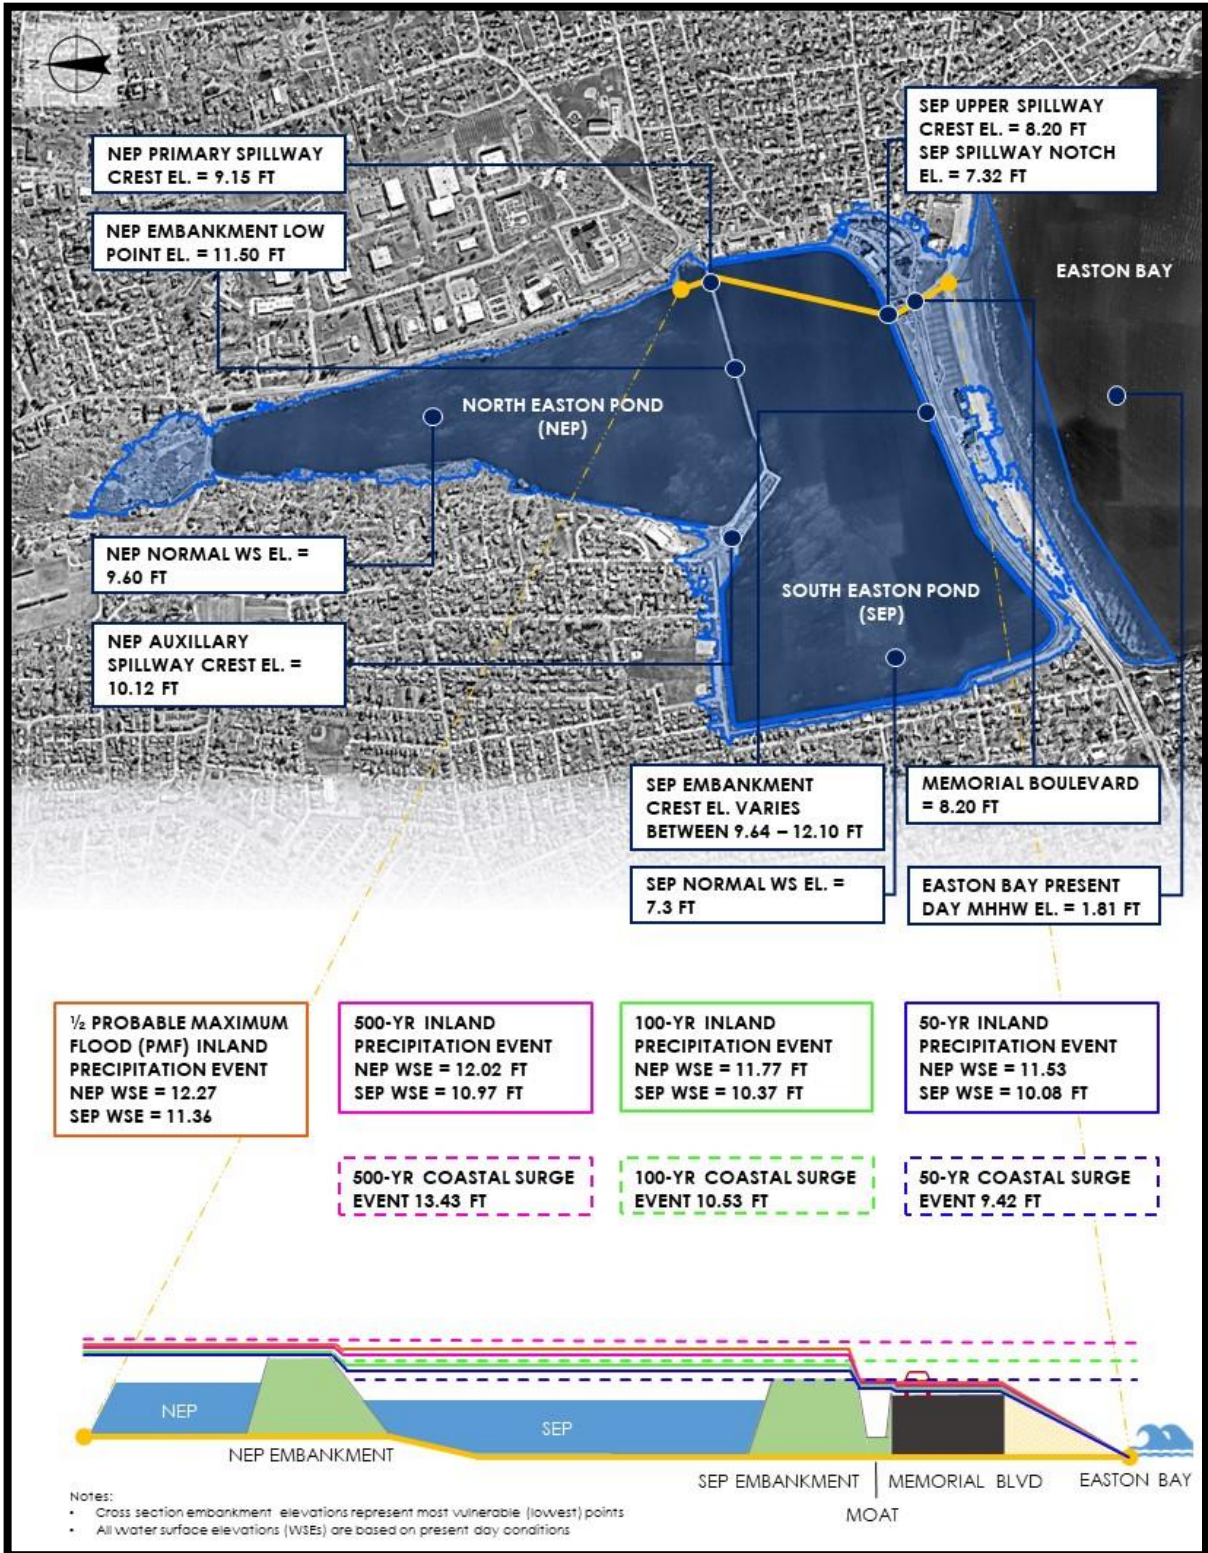 N
NEP PRIMARY SPILLWAY
CREST EL. = 9.15 FT
NEP EMBANKMENT LOW
POINT EL. = 11.50 FT
SEP UPPER SPILLWAY
CREST EL. = 8.20 FT
SEP SPILLWAY NOTCH
EL. = 7.32 FT
EASTON BAY
NORTH EASTON POND
(NEP)
NEP NORMAL WS EL. =
9.60 FT
NEP AUXILLARY
SPILLWAY CREST EL. =
10.12 FT
SOUTH EASTON POND
(SEP)
SEP EMBANKMENT
CREST EL. VARIES
BETWEEN 9.64 – 12.10 FT
MEMORIAL BOULEVARD
= 8.20 FT
SEP NORMAL WS EL. =
7.3 FT
EASTON BAY PRESENT
DAY MHHW EL. = 1.81 FT
½ PROBABLE MAXIMUM
FLOOD (PMF) INLAND
PRECIPITATION EVENT
NEP WSE = 12.27
SEP WSE = 11.36
500-YR INLAND
PRECIPITATION EVENT
NEP WSE = 12.02 FT
SEP WSE = 10.97 FT
100-YR INLAND
PRECIPITATION EVENT
NEP WSE = 11.77 FT
SEP WSE = 10.37 FT
50-YR INLAND
PRECIPITATION EVENT
NEP WSE = 11.53
SEP WSE = 10.08 FT
500-YR COASTAL SURGE
EVENT 13.43 FT
100-YR COASTAL SURGE
EVENT 10.53 FT
50-YR COASTAL SURGE
EVENT 9.42 FT
NEP
SEP
NEP EMBANKMENT
SEP EMBANKMENT
MEMORIAL BLVD
EASTON BAY
MOAT
Notes:
• Cross section embankment elevations represent most vulnerable (lowest) points
• All water surface elevations (WSEs) are based on present day conditions